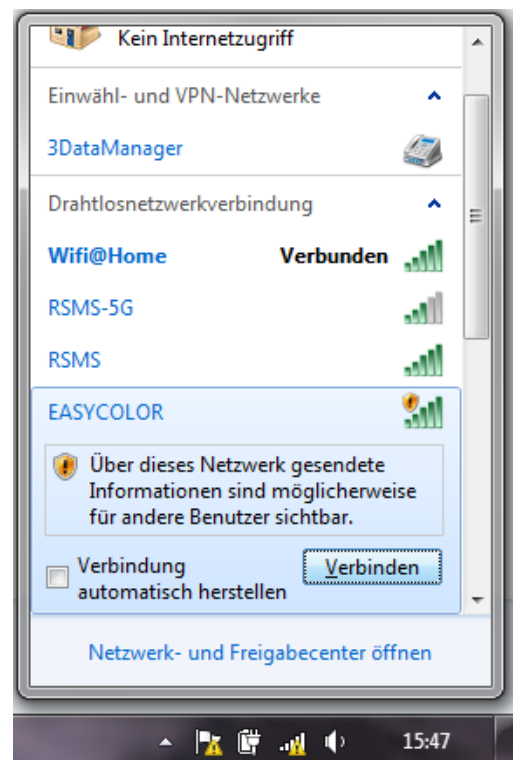 Kein Internetzugriff
Einwähl- und VPN-Netzwerke
3DataManager
Drahtlosnetzwerkverbindung
Wifi@Home Verbunden
RSMS-5G
RSMS
EASYCOLOR
Über dieses Netzwerk gesendete
Informationen sind möglicherweise
für andere Benutzer sichtbar.
Verbindung
automatisch herstellen
Verbinden
Netzwerk- und Freigabecenter öffnen
15:47